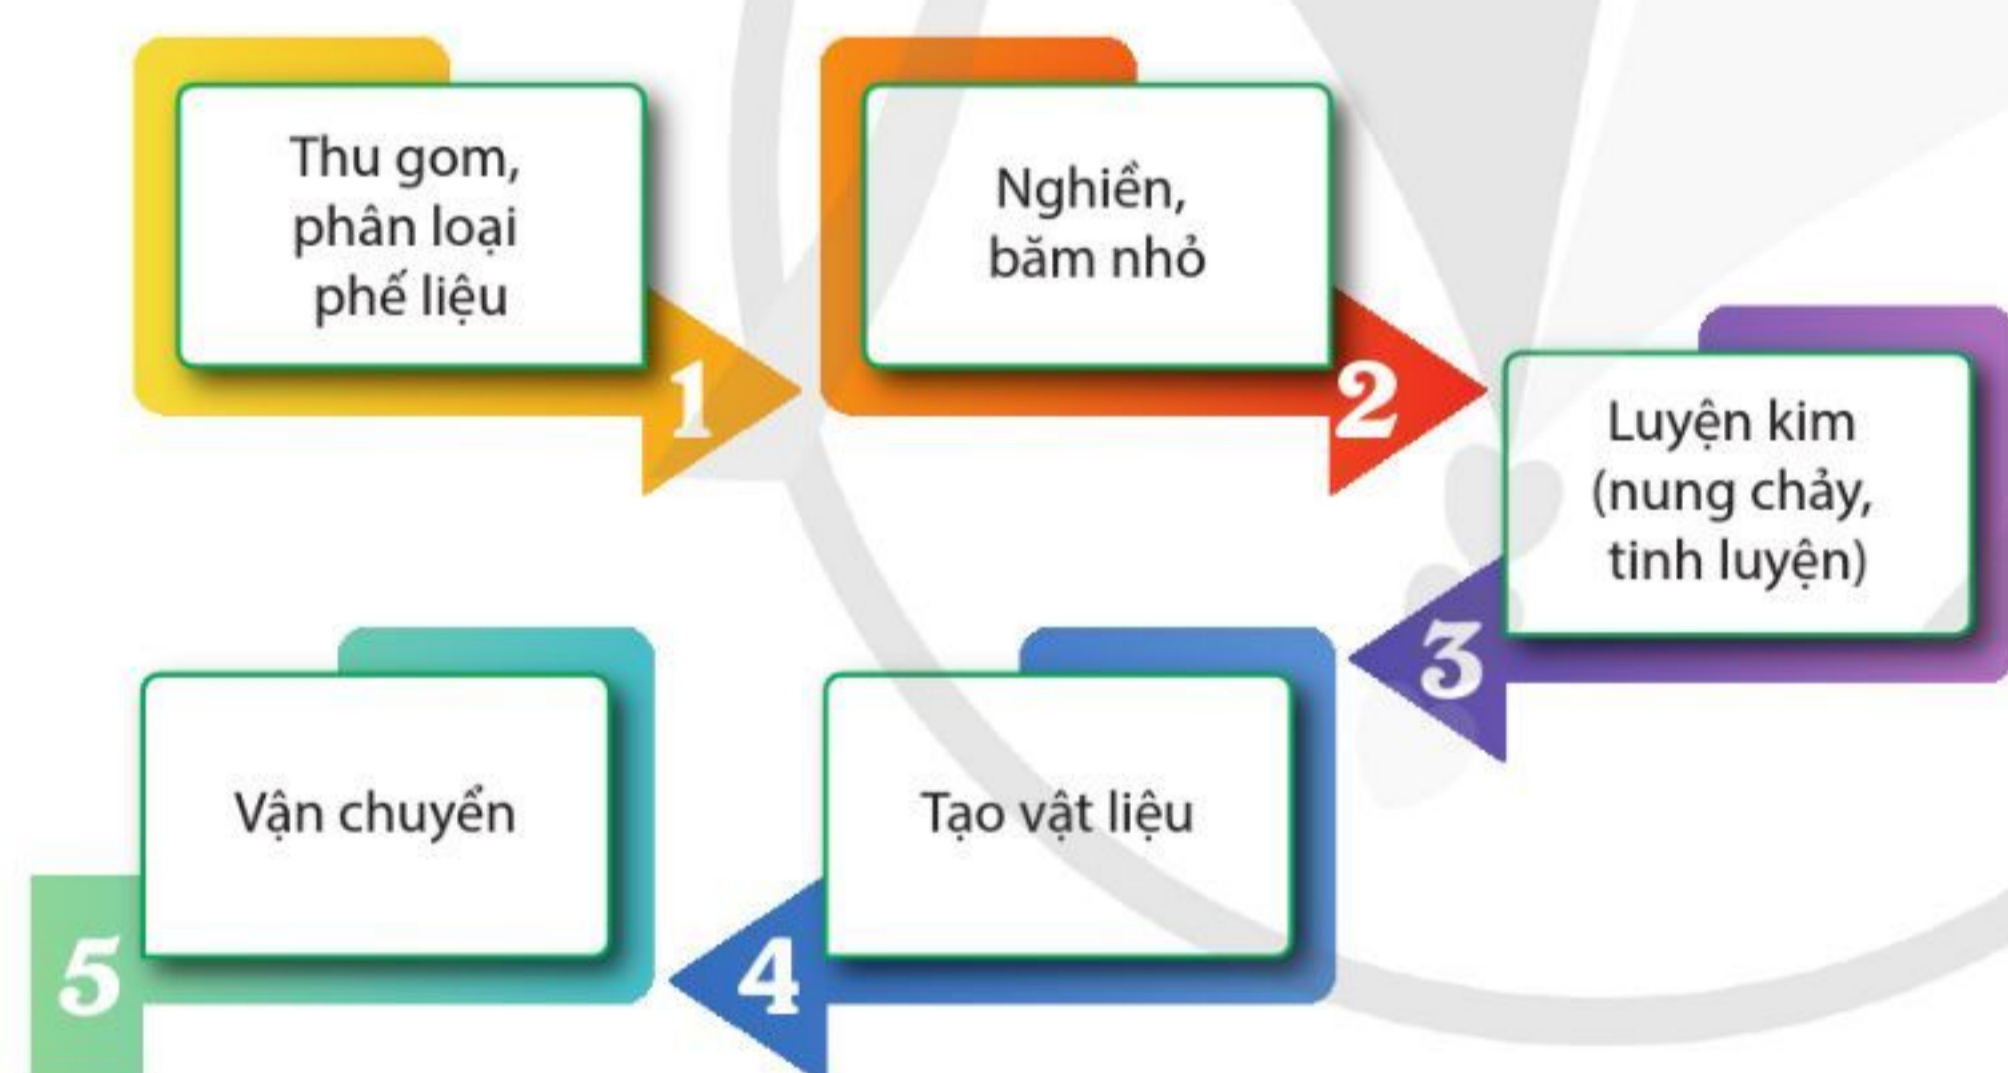 Thu gom,
phân loại
phế liệu
1
Nghiền,
băm nhỏ
2
Luyện kim
(nung chảy,
tinh luyện)
3
Tạo vật liệu
4
Vận chuyển
5